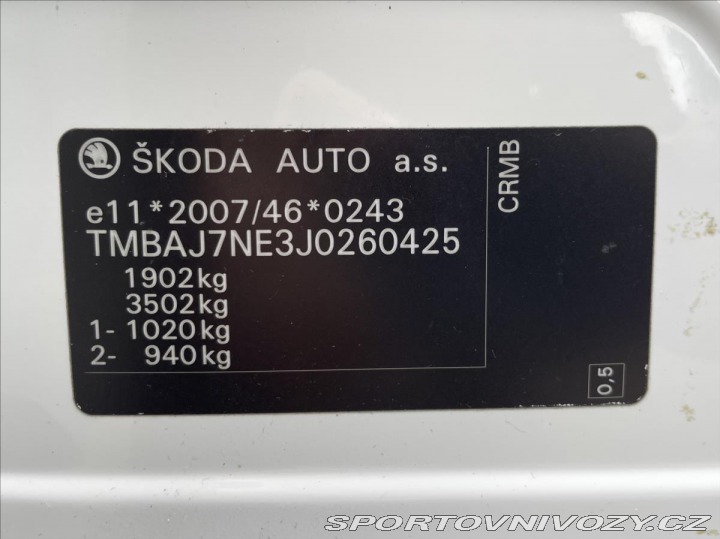 ŠKODA AUTO a.s.
e11*2007/46*0243
TMBAJ7NE3J0260425
1902kg
3502kg
1- 1020kg
2- 940kg
CRMB
0,5
SPORTOVNIVOZY.CZ